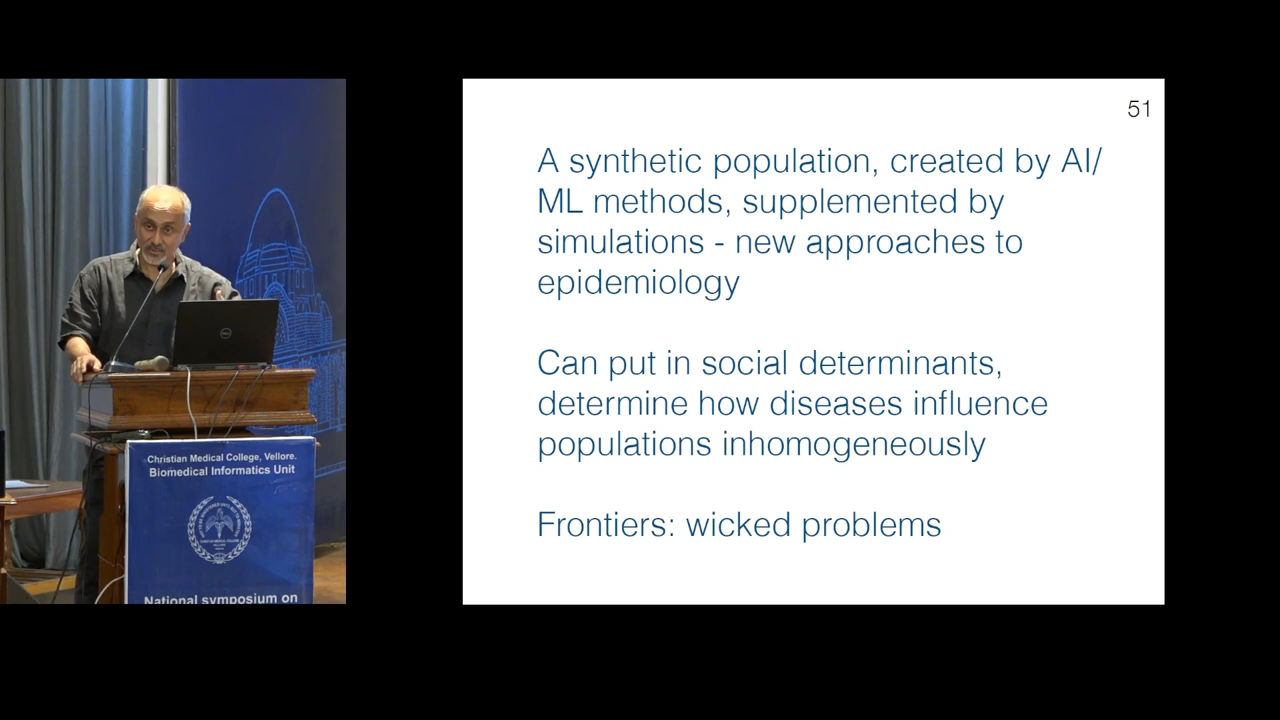 Christian Medical College, Vellore.
Biomedical Informatics Unit
National symposium on
51
A synthetic population, created by AI/
ML methods, supplemented by
simulations - new approaches to
epidemiology
Can put in social determinants,
determine how diseases influence
populations inhomogeneously
Frontiers: wicked problems